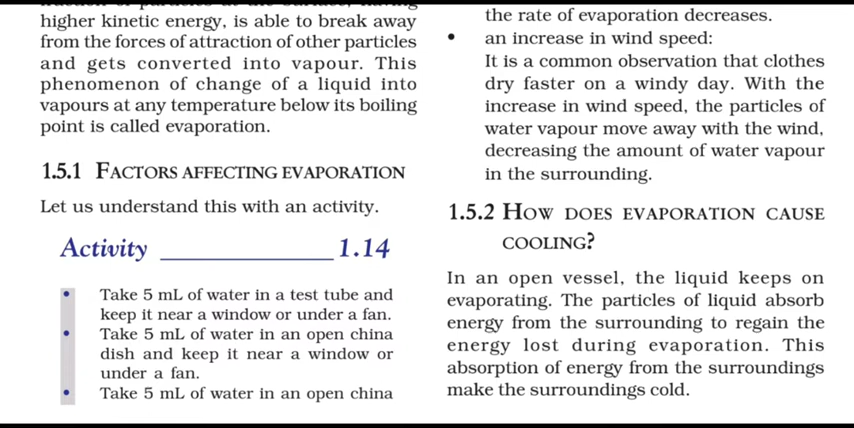 higher kinetic energy, is able to break away
from the forces of attraction of other particles
and gets converted into vapour. This
phenomenon of change of a liquid into
vapours at any temperature below its boiling
point is called evaporation.
1.5.1 FACTORS AFFECTING EVAPORATION
Let us understand this with an activity.
Activity ______________ 1.14
• Take 5 mL of water in a test tube and
keep it near a window or under a fan.
• Take 5 mL of water in an open china
dish and keep it near a window or
under a fan.
• Take 5 mL of water in an open china
the rate of evaporation decreases.
• an increase in wind speed:
It is a common observation that clothes
dry faster on a windy day. With the
increase in wind speed, the particles of
water vapour move away with the wind,
decreasing the amount of water vapour
in the surrounding.
1.5.2 HOW DOES EVAPORATION CAUSE
COOLING?
In an open vessel, the liquid keeps on
evaporating. The particles of liquid absorb
energy from the surrounding to regain the
energy lost during evaporation. This
absorption of energy from the surroundings
make the surroundings cold.